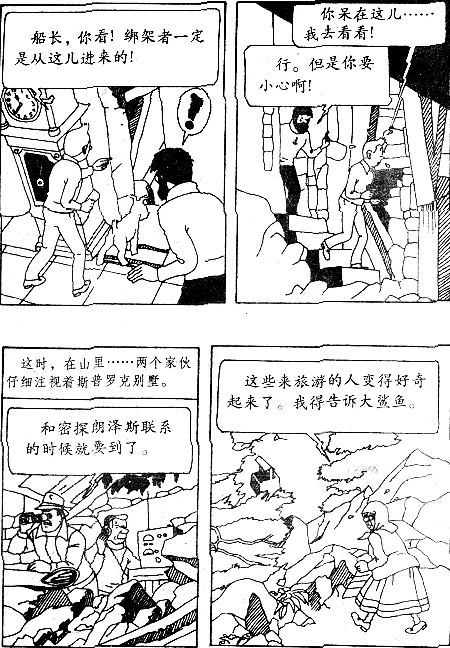 船长，你看！绑架者一定
是从这儿进来的！
你呆在这儿……
我去看看！
行。但是你要
小心啊！
这时，在山里……两个家伙
仔细注视着斯普罗克别墅。
和密探朗泽斯联系
的时候就要到了。
这些来旅游的人变得好奇
起来了。我得告诉大鲨鱼。